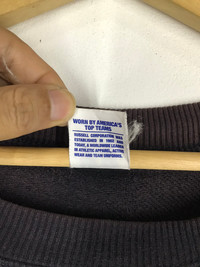 WORN BY AMERICA'S
TOP TEAMS
RUSSELL CORPORATION WAS
ESTABLISHED IN 1902 AND
TODAY, A WORLDWIDE LEADER
IN ATHLETIC APPAREL, ACTIVE
WEAR AND TEAM UNIFORMS.